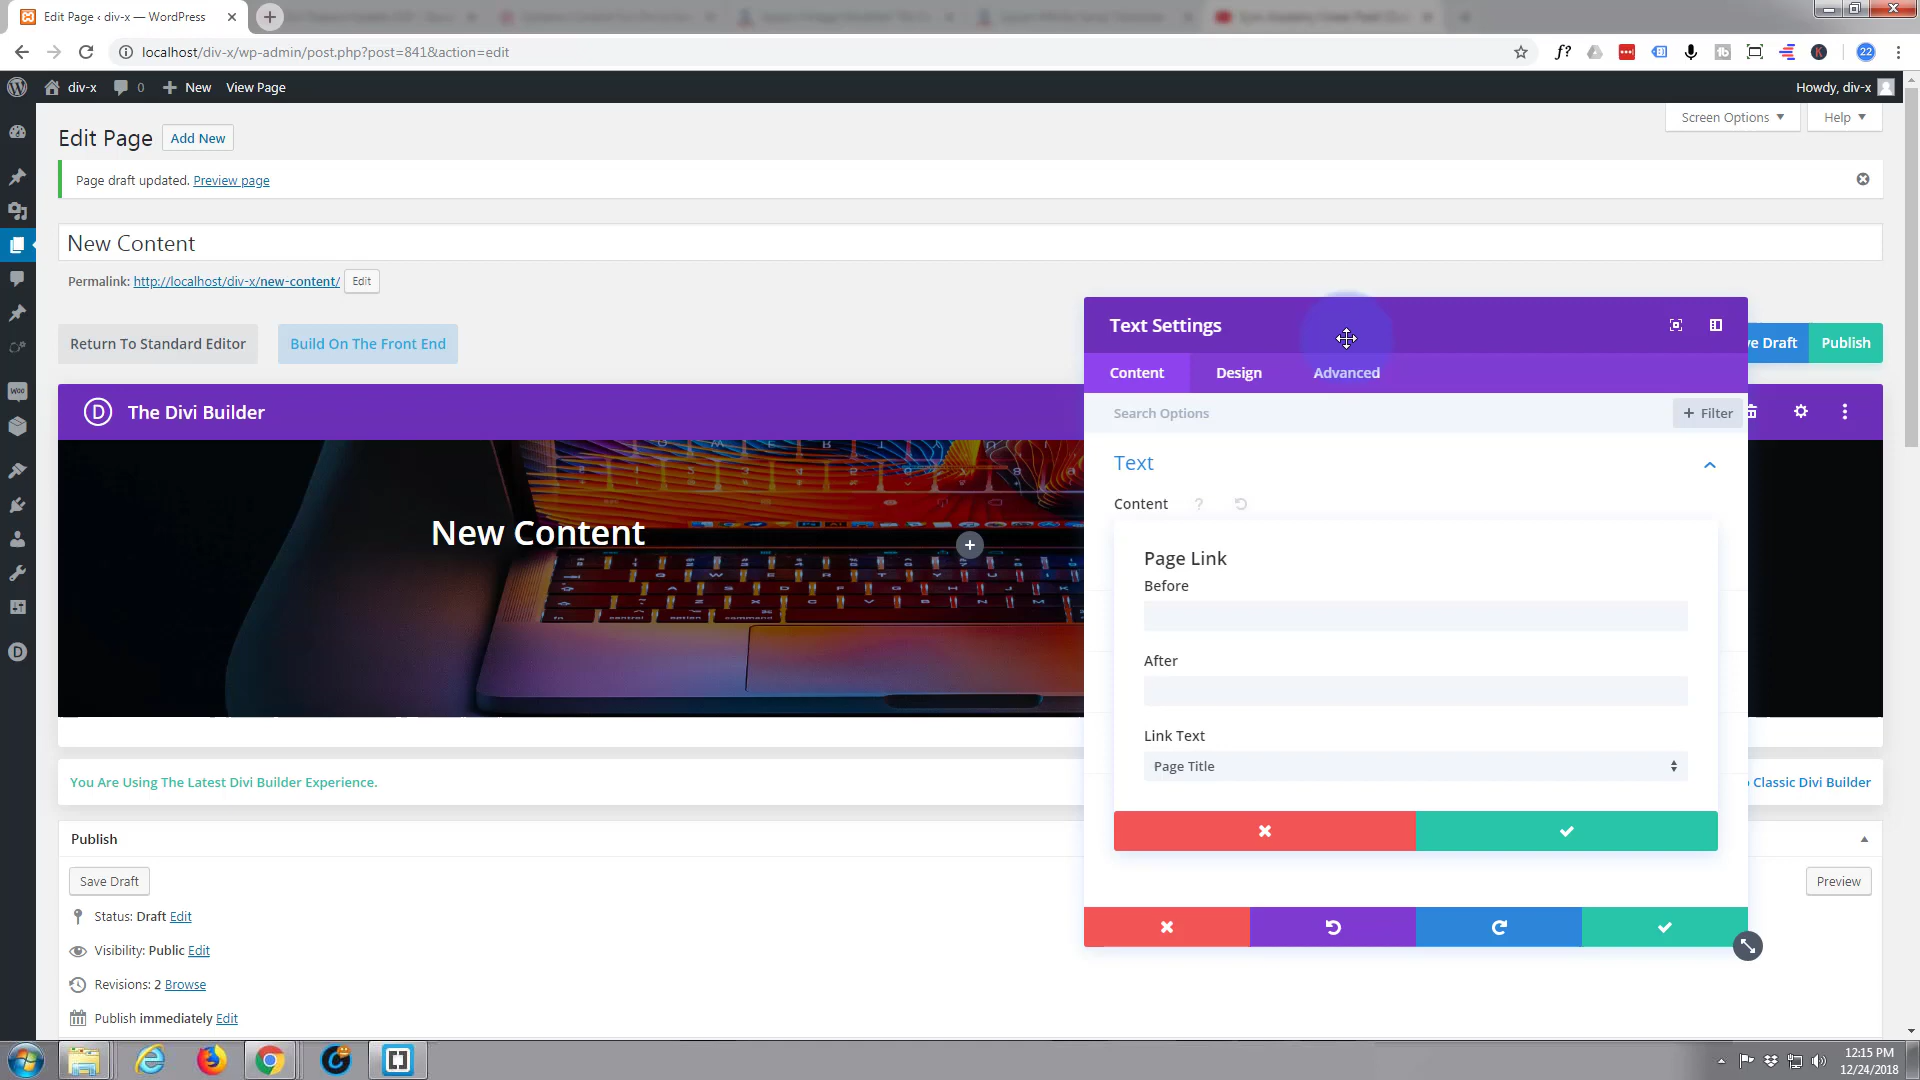 Edit Page ‹ div-x — WordPress
localhost/div-x/wp-admin/post.php?post=841&action=edit
f?
22
div-x
0
New
View Page
Howdy, div-x
Edit Page
Add New
Screen Options
Help
Page draft updated. Preview page
New Content
Permalink: http://localhost/div-x/new-content/
Edit
Return To Standard Editor
Build On The Front End
ve Draft
Publish
Text Settings
Content
Design
Advanced
D
The Divi Builder
Search Options
+ Filter
Text
Content
?
New Content
Page Link
Before
After
Link Text
Page Title
You Are Using The Latest Divi Builder Experience.
Classic Divi Builder
Publish
Save Draft
Preview
Status: Draft Edit
Visibility: Public Edit
Revisions: 2 Browse
Publish immediately Edit
12:15 PM
12/24/2018